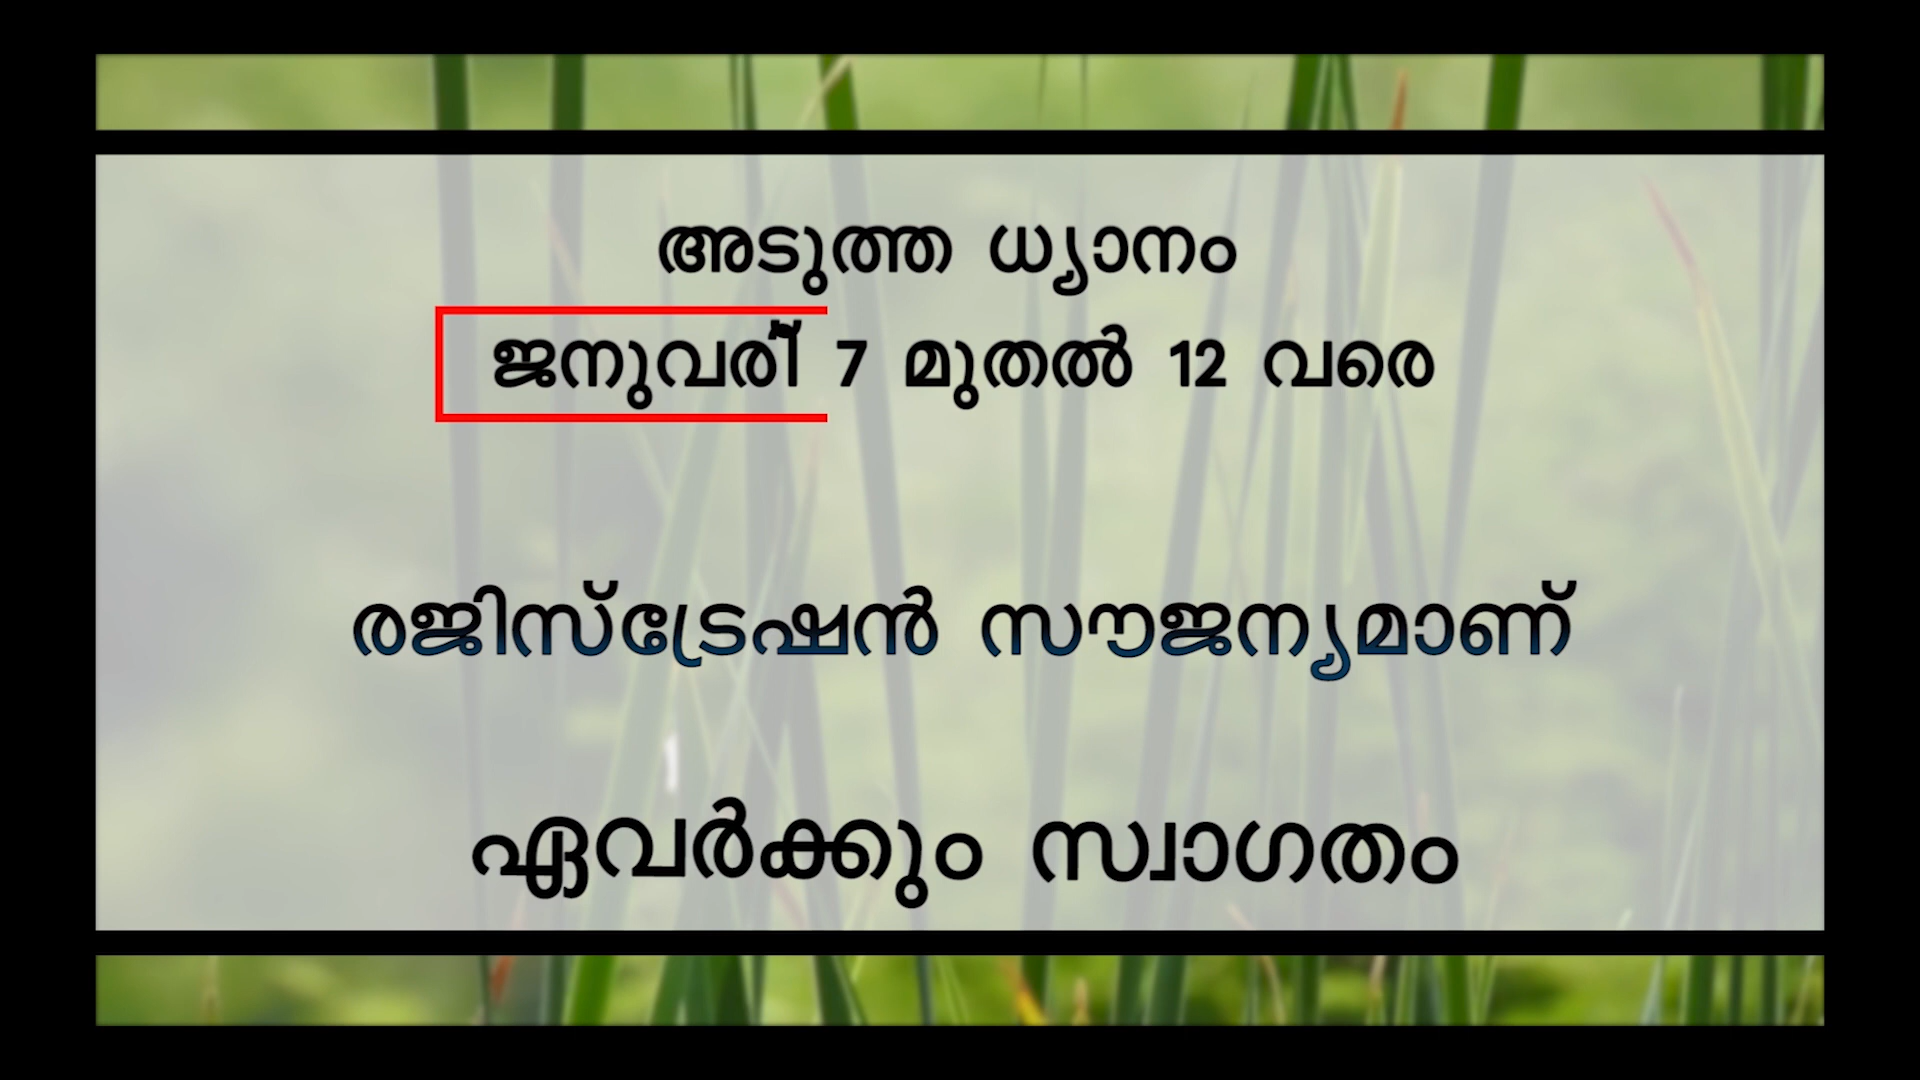 അടുത്ത ധ്യാനം
ജനുവരി 7 മുതൽ 12 വരെ
രജിസ്ട്രേഷൻ സൗജന്യമാണ്
ഏവർക്കും സ്വാഗതം